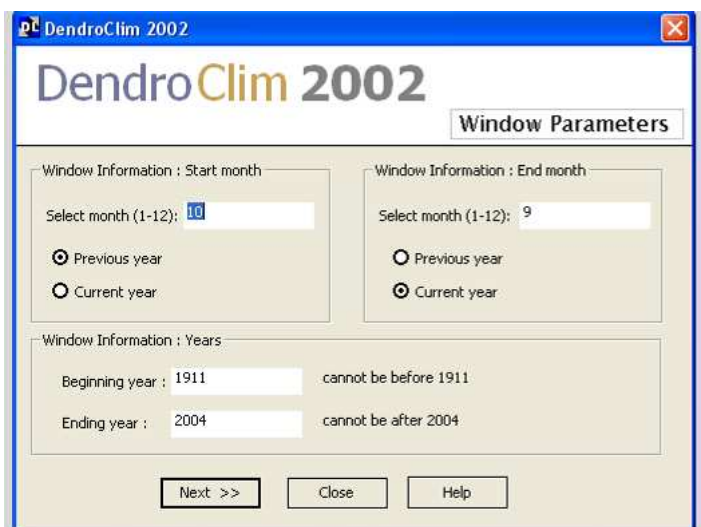 DendroClim 2002
DendroClim 2002
Window Parameters
Window Information : Start month
Select month (1-12): 10
Previous year
Current year
Window Information : End month
Select month (1-12): 9
Previous year
Current year
Window Information : Years
Beginning year : 1911 cannot be before 1911
Ending year : 2004 cannot be after 2004
Next >> Close Help